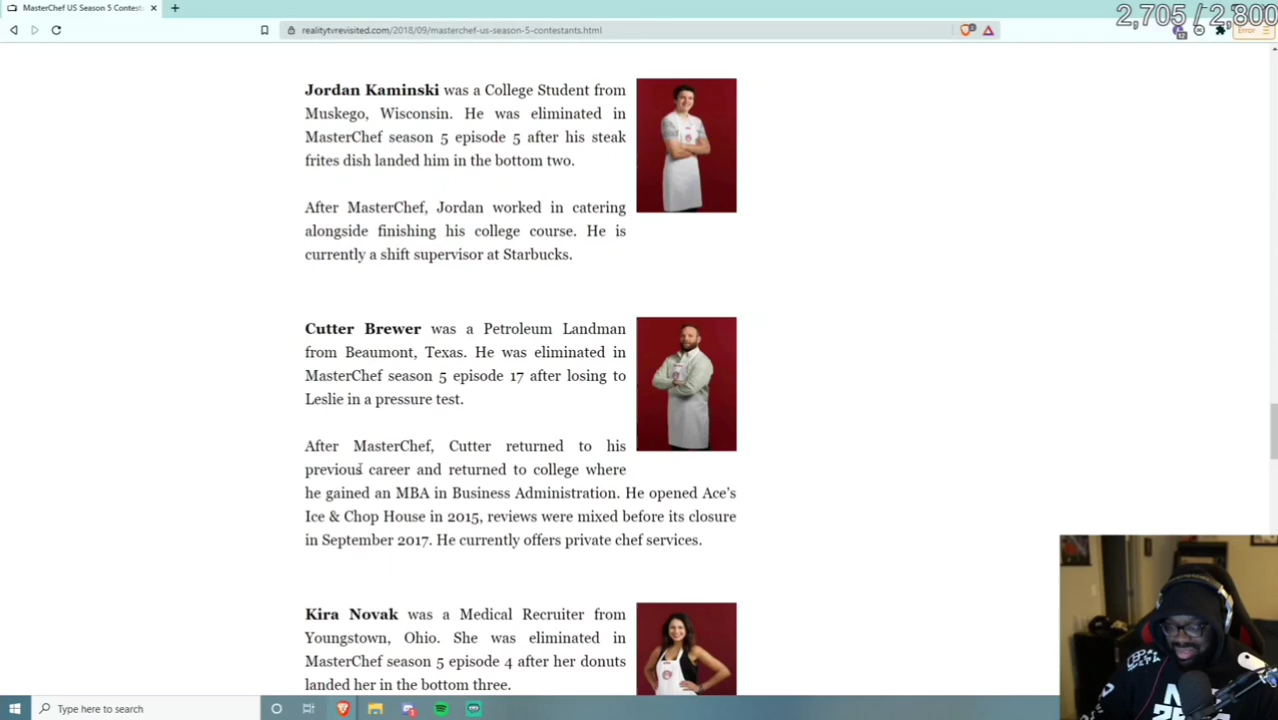 MasterChef US Season 5 Contest
2,705 / 2,800
realitytvrevisited.com/2018/09/masterchef-us-season-5-contestants.html
Error
Jordan Kaminski was a College Student from
Muskego, Wisconsin. He was eliminated in
MasterChef season 5 episode 5 after his steak
frites dish landed him in the bottom two.
After MasterChef, Jordan worked in catering
alongside finishing his college course. He is
currently a shift supervisor at Starbucks.
Cutter Brewer was a Petroleum Landman
from Beaumont, Texas. He was eliminated in
MasterChef season 5 episode 17 after losing to
Leslie in a pressure test.
After MasterChef, Cutter returned to his
previous career and returned to college where
he gained an MBA in Business Administration. He opened Ace's
Ice & Chop House in 2015, reviews were mixed before its closure
in September 2017. He currently offers private chef services.
Kira Novak was a Medical Recruiter from
Youngstown, Ohio. She was eliminated in
MasterChef season 5 episode 4 after her donuts
landed her in the bottom three.
Type here to search